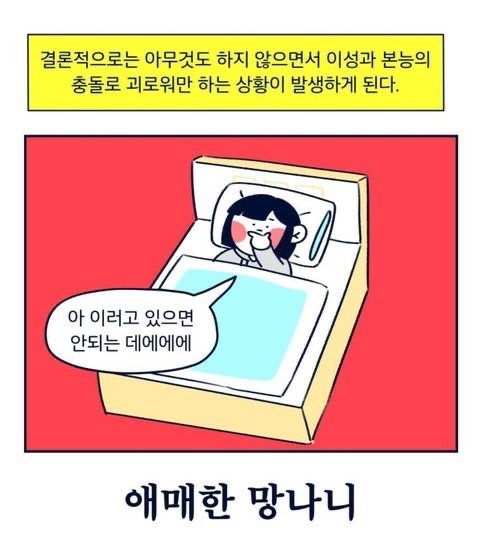 결론적으로는 아무것도 하지 않으면서 이성과 본능의
충돌로 괴로워만 하는 상황이 발생하게 된다.
아 이러고 있으면
안되는 데에에에
애매한 망나니